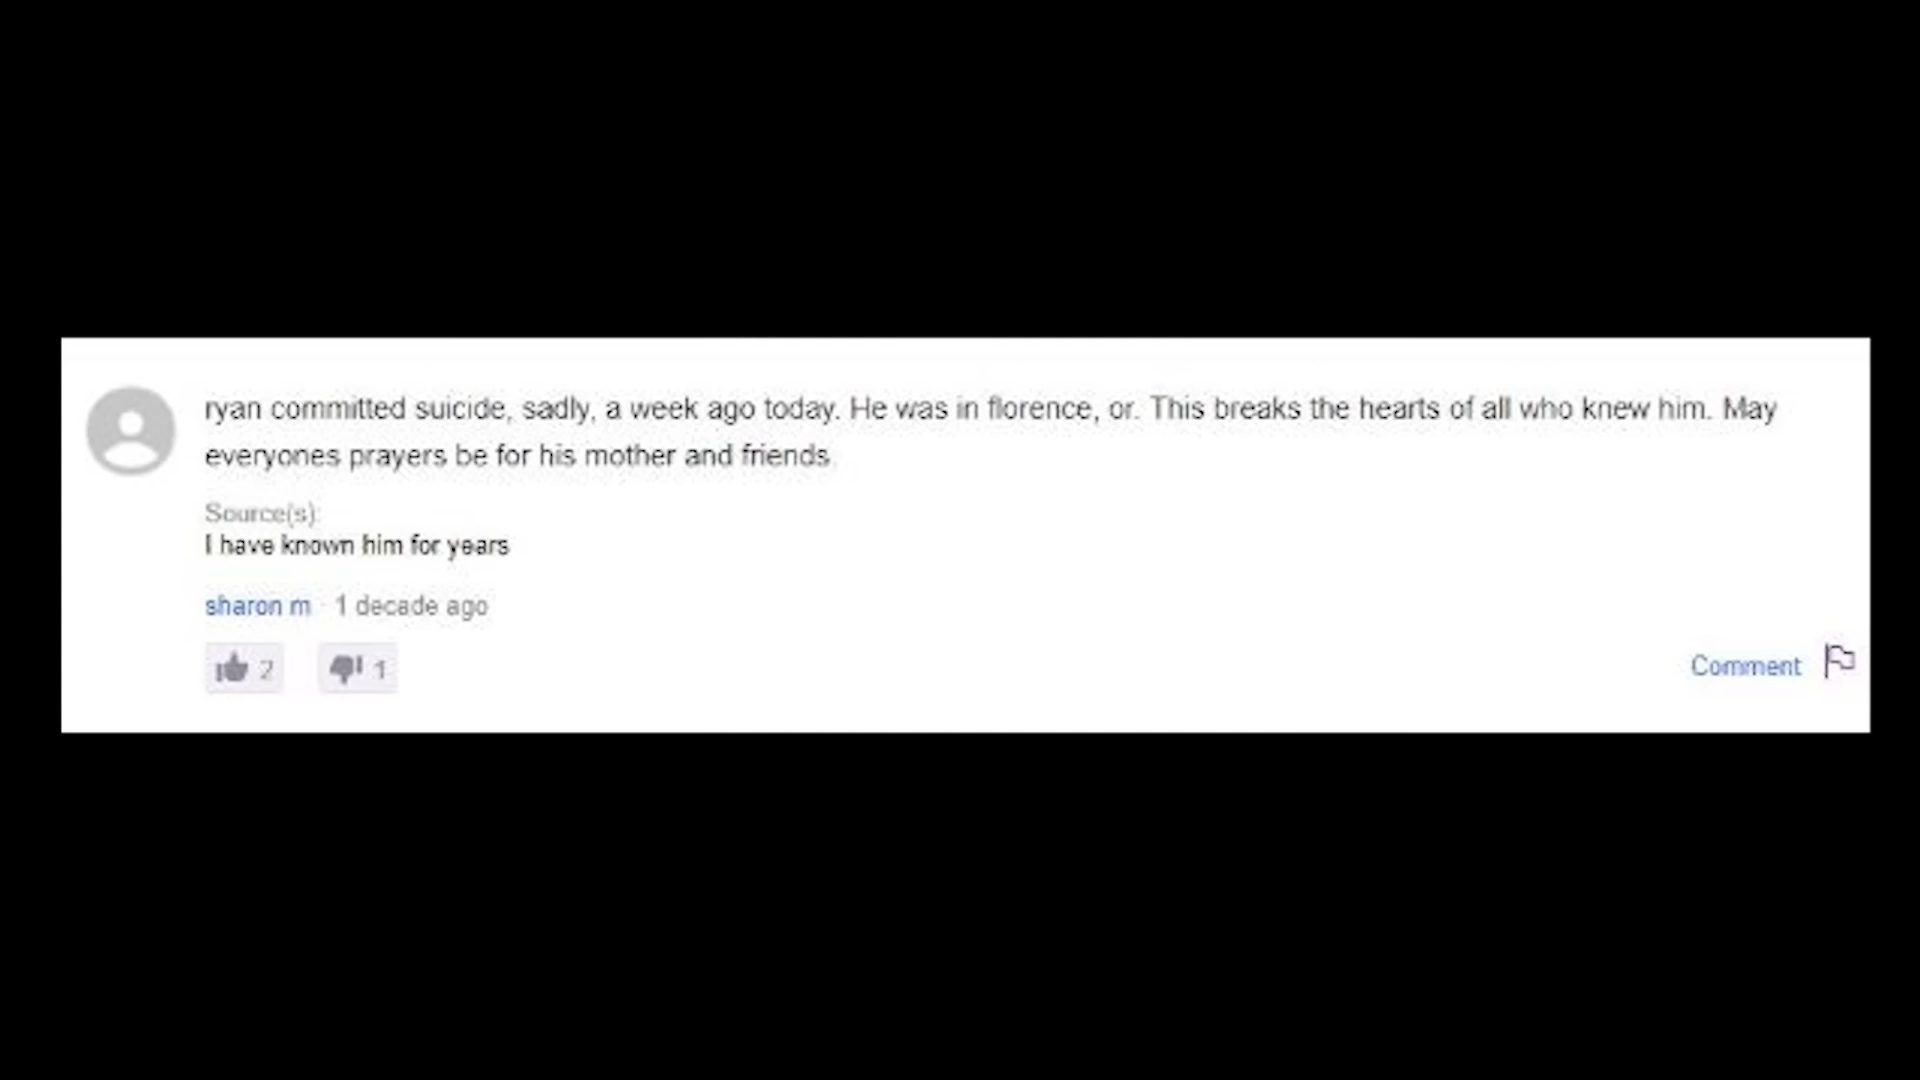 ryan committed suicide, sadly, a week ago today. He was in florence, or. This breaks the hearts of all who knew him. May
everyones prayers be for his mother and friends.
Source(s):
I have known him for years
sharon m · 1 decade ago
2 1
Comment